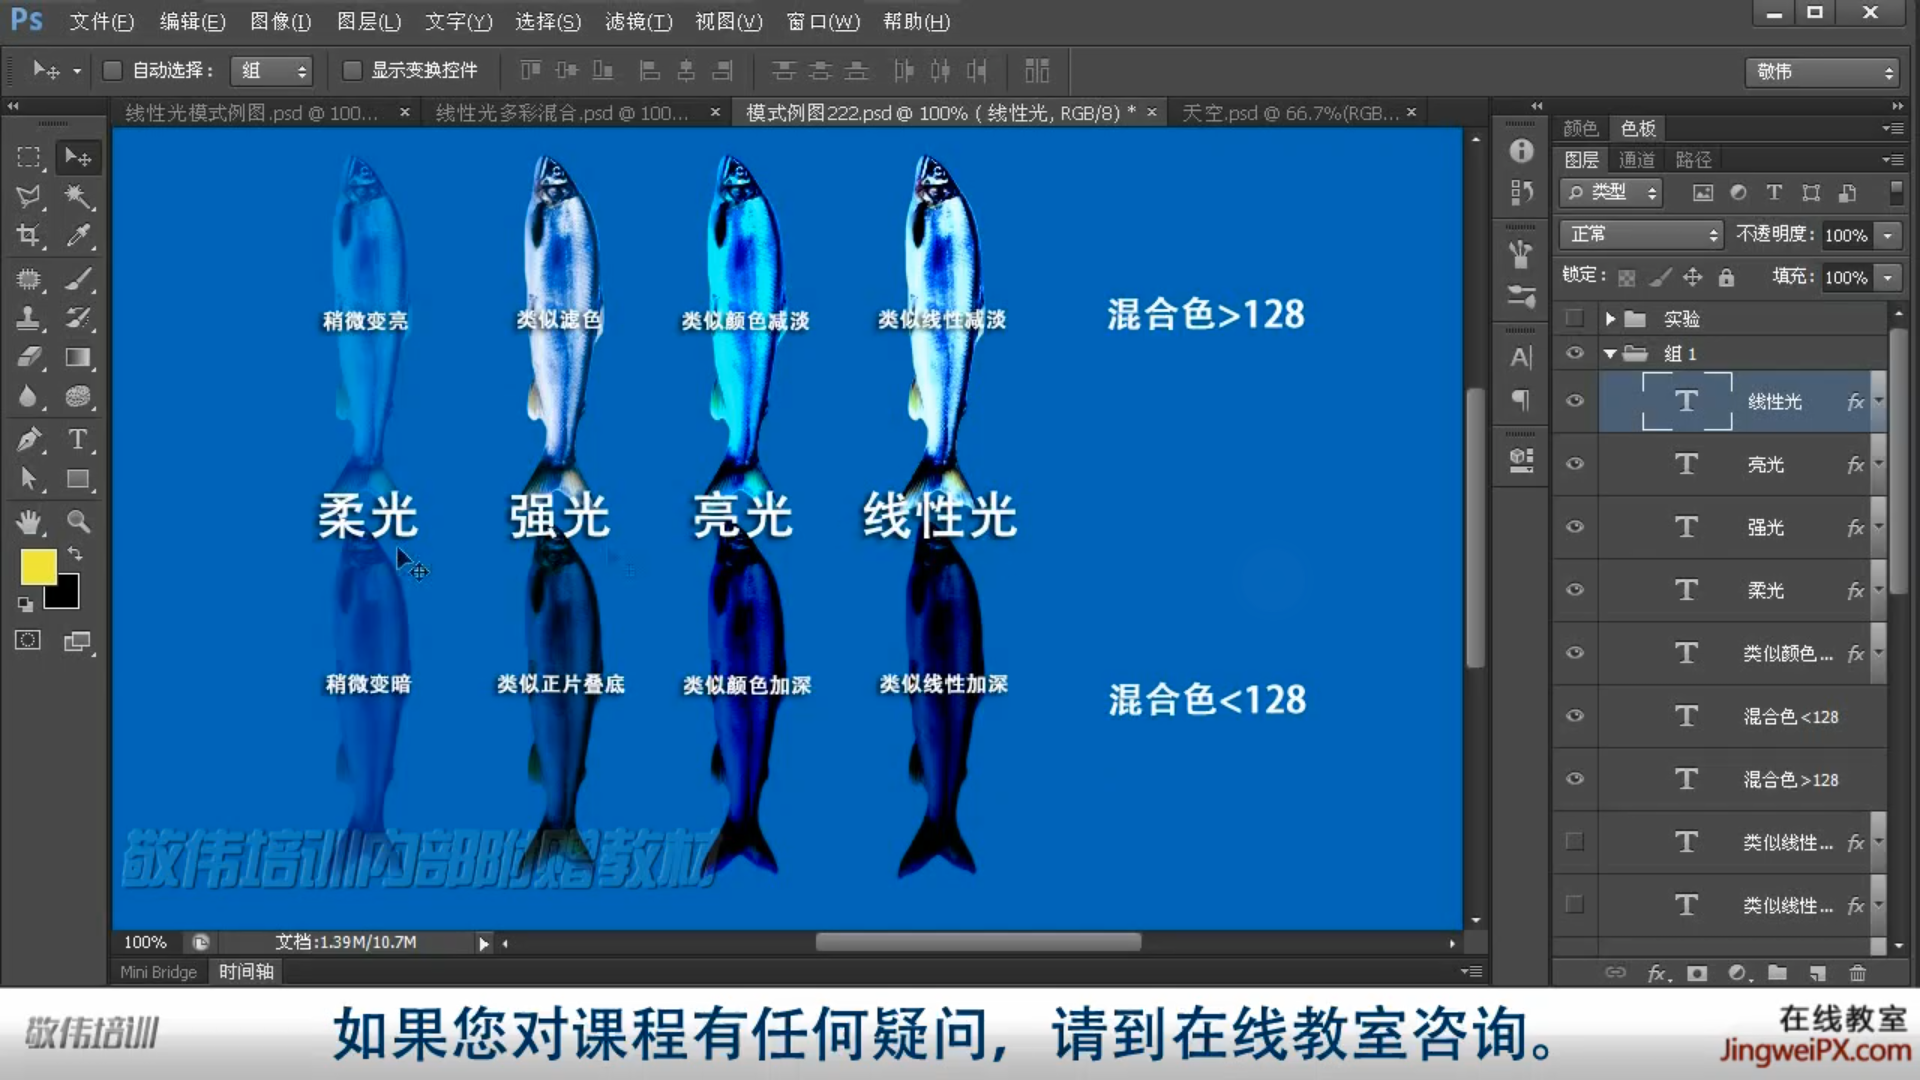 Ps 文件(F) 编辑(E) 图像(I) 图层(L) 文字(Y) 选择(S) 滤镜(T) 视图(V) 窗口(W) 帮助(H)
自动选择： 组 显示变换控件 敬伟
线性光模式例图.psd @ 100... × 线性光多彩混合.psd @ 100... × 模式例图222.psd @ 100% ( 线性光, RGB/8) * × 天空.psd @ 66.7%(RGB... ×
颜色 色板
图层 通道 路径
类型
正常 不透明度： 100%
锁定： 填充： 100%
实验
组 1
T 线性光 fx
T 亮光 fx
T 强光 fx
T 柔光 fx
T 类似颜色... fx
T 混合色<128
T 混合色>128
T 类似线性... fx
T 类似线性... fx
稍微变亮 类似滤色 类似颜色减淡 类似线性减淡 混合色>128
柔光 强光 亮光 线性光
稍微变暗 类似正片叠底 类似颜色加深 类似线性加深 混合色<128
敬伟培训内部附赠教材
100% 文档:1.39M/10.7M
Mini Bridge 时间轴
敬伟培训 如果您对课程有任何疑问，请到在线教室咨询。 在线教室
JingweiPX.com